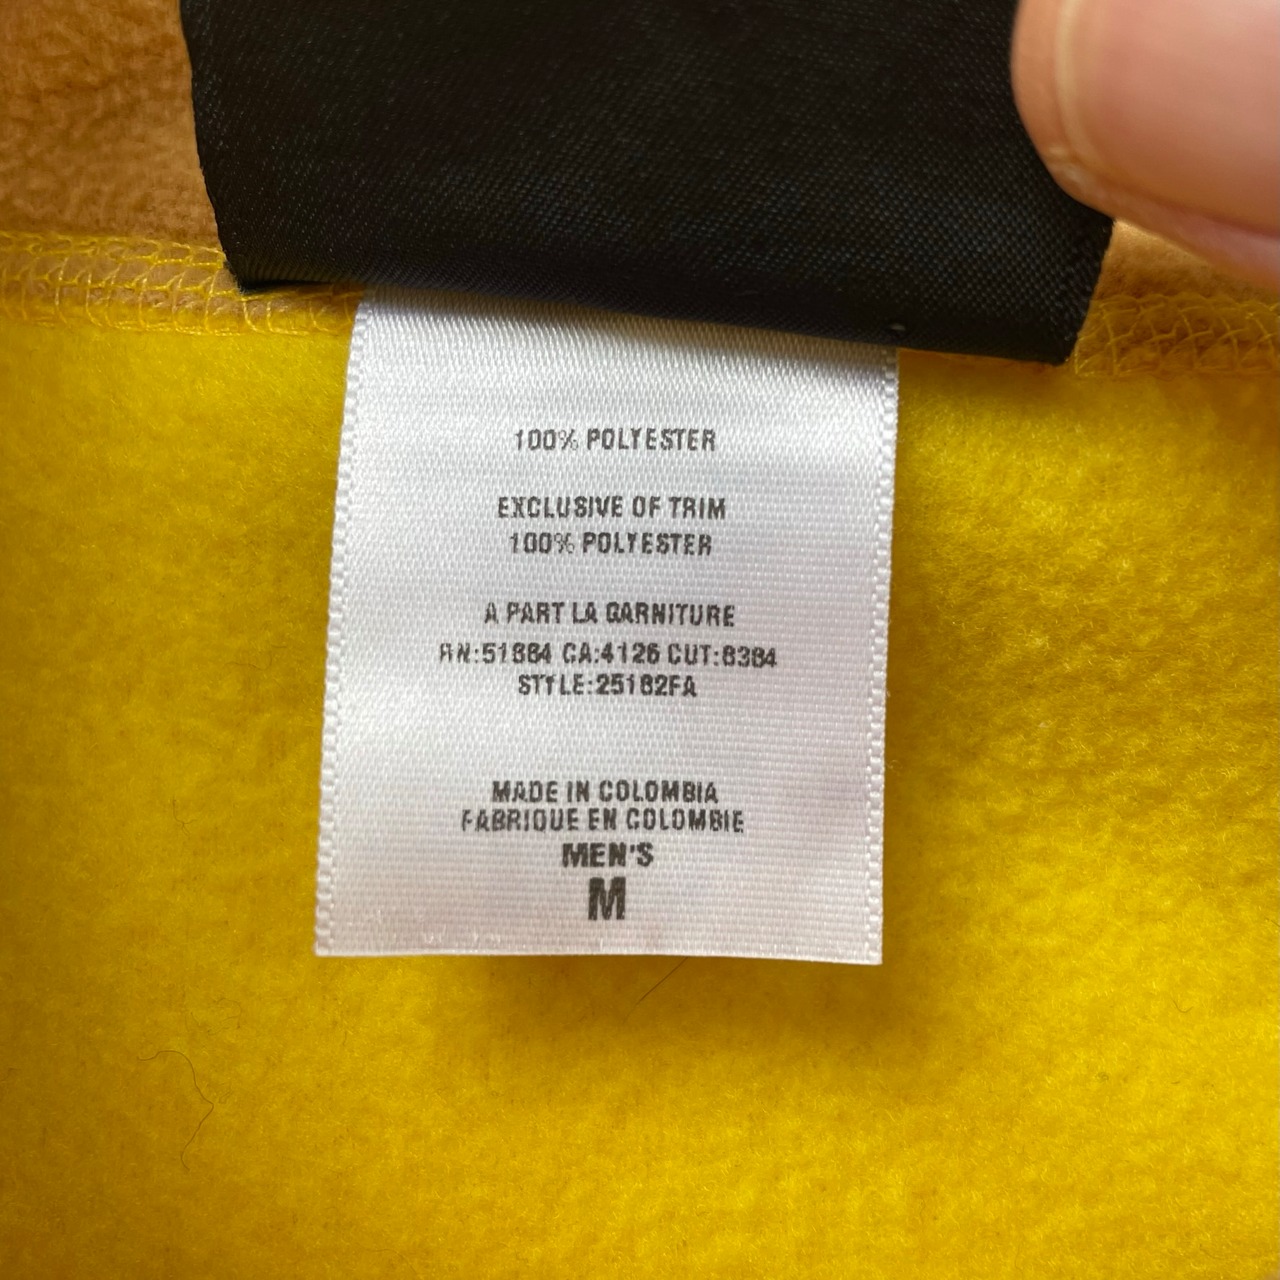 100% POLYESTER
EXCLUSIVE OF TRIM
100% POLYESTER
A PART LA GARNITURE
RN:51884 CA:4126 CUT:6384
STYLE:25182FA
MADE IN COLOMBIA
FABRIQUE EN COLOMBIE
MEN'S
M